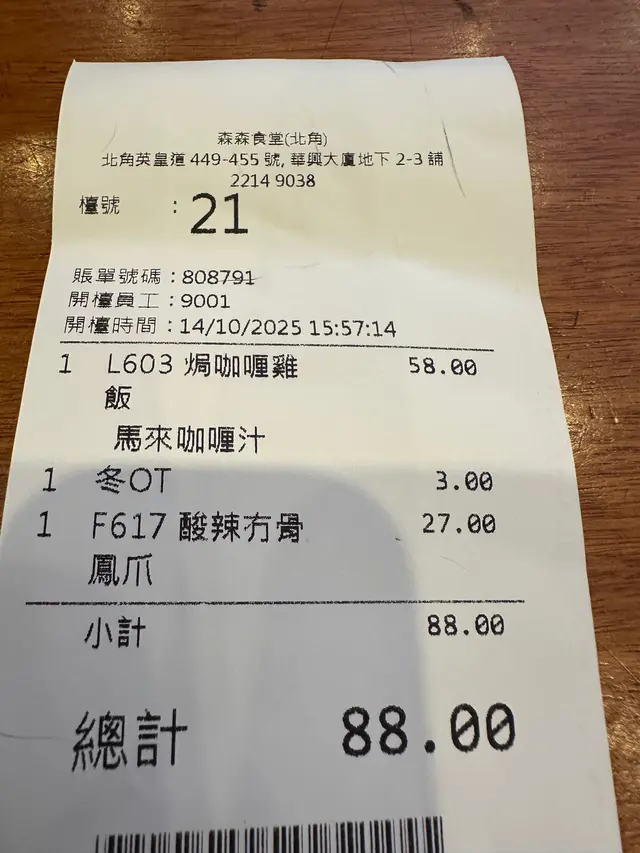 森森食堂(北角)
北角英皇道 449-455 號, 華興大廈地下 2-3 舖
2214 9038
檯號 : 21
賬單號碼 : 808791
開檯員工 : 9001
開檯時間 : 14/10/2025 15:57:14
1 L603 焗咖喱雞 58.00
飯
馬來咖喱汁
1 冬OT 3.00
1 F617 酸辣冇骨 27.00
鳳爪
小計 88.00
總計 88.00